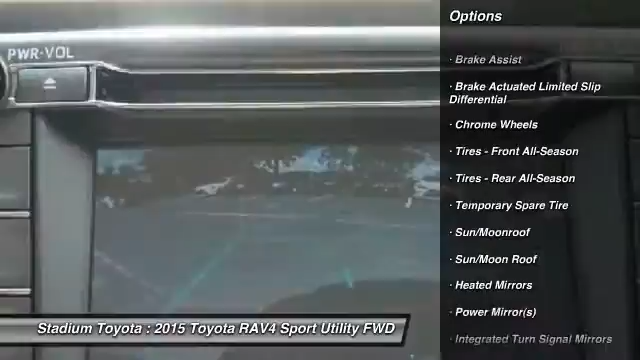 PWR·VOL
Options
· Brake Assist
· Brake Actuated Limited Slip
Differential
· Chrome Wheels
· Tires - Front All-Season
· Tires - Rear All-Season
· Temporary Spare Tire
· Sun/Moonroof
· Sun/Moon Roof
· Heated Mirrors
· Power Mirror(s)
· Integrated Turn Signal Mirrors
Stadium Toyota : 2015 Toyota RAV4 Sport Utility FWD